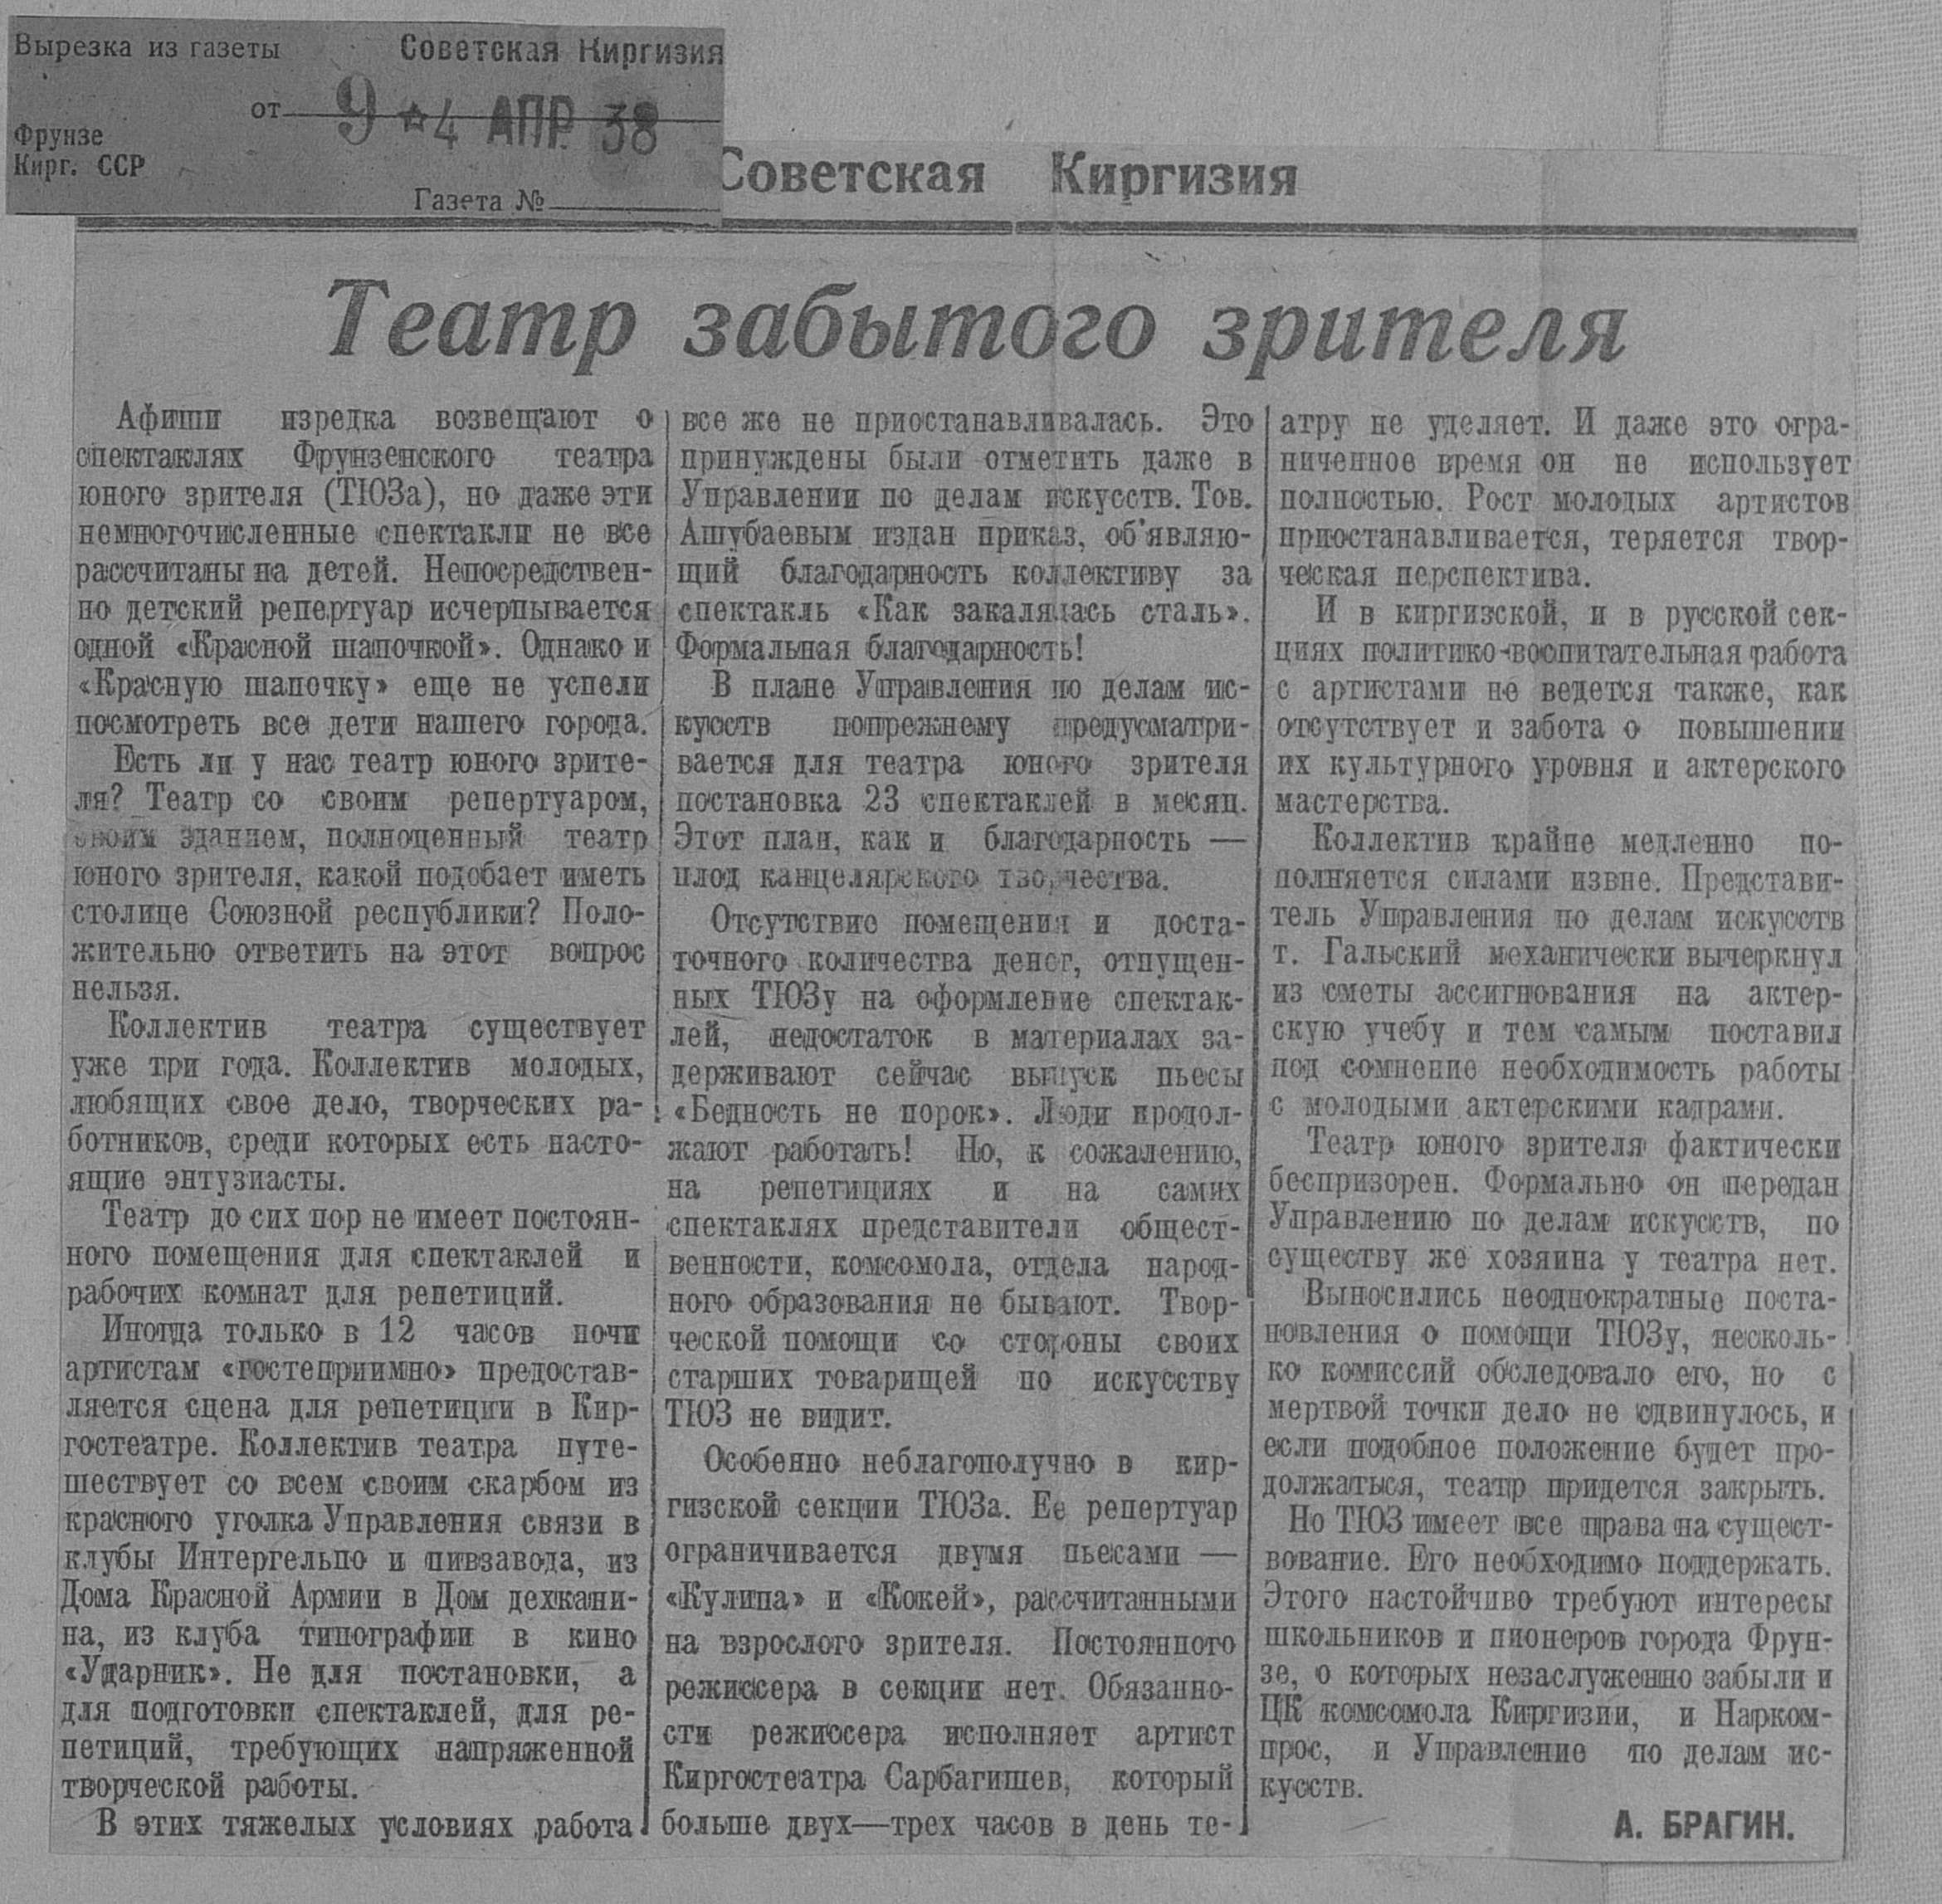 Вырезка из газеты Советская Киргизия
от 9 ☆ 4 АПР. 38
Фрунзе
Кирг. ССР
Газета №
Советская Киргизия
Театр забытого зрителя
Афиши изредка возвещают о
спектаклях Фрунзенского театра
юного зрителя (ТЮЗа), но даже эти
немногочисленные спектакли не все
рассчитаны на детей. Непосредствен-
но детский репертуар исчерпывается
одной «Красной шапочкой». Однако и
«Красную шапочку» еще не успели
посмотреть все дети нашего города.
Есть ли у нас театр юного зрите-
ля? Театр со своим репертуаром,
своим зданием, полноценный театр
юного зрителя, какой подобает иметь
столице Союзной республики? Поло-
жительно ответить на этот вопрос
нельзя.
Коллектив театра существует
уже три года. Коллектив молодых,
любящих свое дело, творческих ра-
ботников, среди которых есть насто-
ящие энтузиасты.
Театр до сих пор не имеет постоян-
ного помещения для спектаклей и
рабочих комнат для репетиций.
Иногда только в 12 часов ночи
артистам «гостеприимно» предостав-
ляется сцена для репетиции в Кир-
гостеатре. Коллектив театра путе-
шествует со всем своим скарбом из
красного уголка Управления связи в
клубы Интергельпо и пивзавода, из
Дома Красной Армии в Дом дехкани-
на, из клуба типографии в кино
«Ударник». Не для постановки, а
для подготовки спектаклей, для ре-
петиций, требующих напряженной
творческой работы.
В этих тяжелых условиях работа
все же не приостанавливалась. Это
принуждены были отметить даже в
Управлении по делам искусств. Тов.
Ашубаевым издан приказ, об'являю-
щий благодарность коллективу за
спектакль «Как закалялась сталь».
Формальная благодарность!
В плане Управления по делам ис-
кусств попрежнему предусматри-
вается для театра юного зрителя
постановка 23 спектаклей в месяц.
Этот план, как и благодарность —
плод канцелярского творчества.
Отсутствие помещения и доста-
точного количества денег, отпущен-
ных ТЮЗу на оформление спектак-
лей, недостаток в материалах за-
держивают сейчас выпуск пьесы
«Бедность не порок». Люди продол-
жают работать! Но, к сожалению,
на репетициях и на самих
спектаклях представители общест-
венности, комсомола, отдела народ-
ного образования не бывают. Твор-
ческой помощи со стороны своих
старших товарищей по искусству
ТЮЗ не видит.
Особенно неблагополучно в кир-
гизской секции ТЮЗа. Ее репертуар
ограничивается двумя пьесами —
«Кулипа» и «Кокей», рассчитанными
на взрослого зрителя. Постоянного
режиссера в секции нет. Обязанно-
сти режиссера исполняет артист
Киргостеатра Сарбагишев, который
больше двух—трех часов в день те-
атру не уделяет. И даже это огра-
ниченное время он не использует
полностью. Рост молодых артистов
приостанавливается, теряется твор-
ческая перспектива.
И в киргизской, и в русской сек-
циях политико-воспитательная работа
с артистами не ведется также, как
отсутствует и забота о повышении
их культурного уровня и актерского
мастерства.
Коллектив крайне медленно по-
полняется силами извне. Представи-
тель Управления по делам искусств
т. Гальский механически вычеркнул
из сметы ассигнования на актер-
скую учебу и тем самым поставил
под сомнение необходимость работы
с молодыми актерскими кадрами.
Театр юного зрителя фактически
беспризорен. Формально он передан
Управлению по делам искусств, по
существу же хозяина у театра нет.
Выносились неоднократные поста-
новления о помощи ТЮЗу, несколь-
ко комиссий обследовало его, но с
мертвой точки дело не сдвинулось, и
если подобное положение будет про-
должаться, театр придется закрыть.
Но ТЮЗ имеет все права на сущест-
вование. Его необходимо поддержать.
Этого настойчиво требуют интересы
школьников и пионеров города Фрун-
зе, о которых незаслуженно забыли и
ЦК комсомола Киргизии, и Нарком-
прос, и Управление по делам ис-
кусств.
А. БРАГИН.